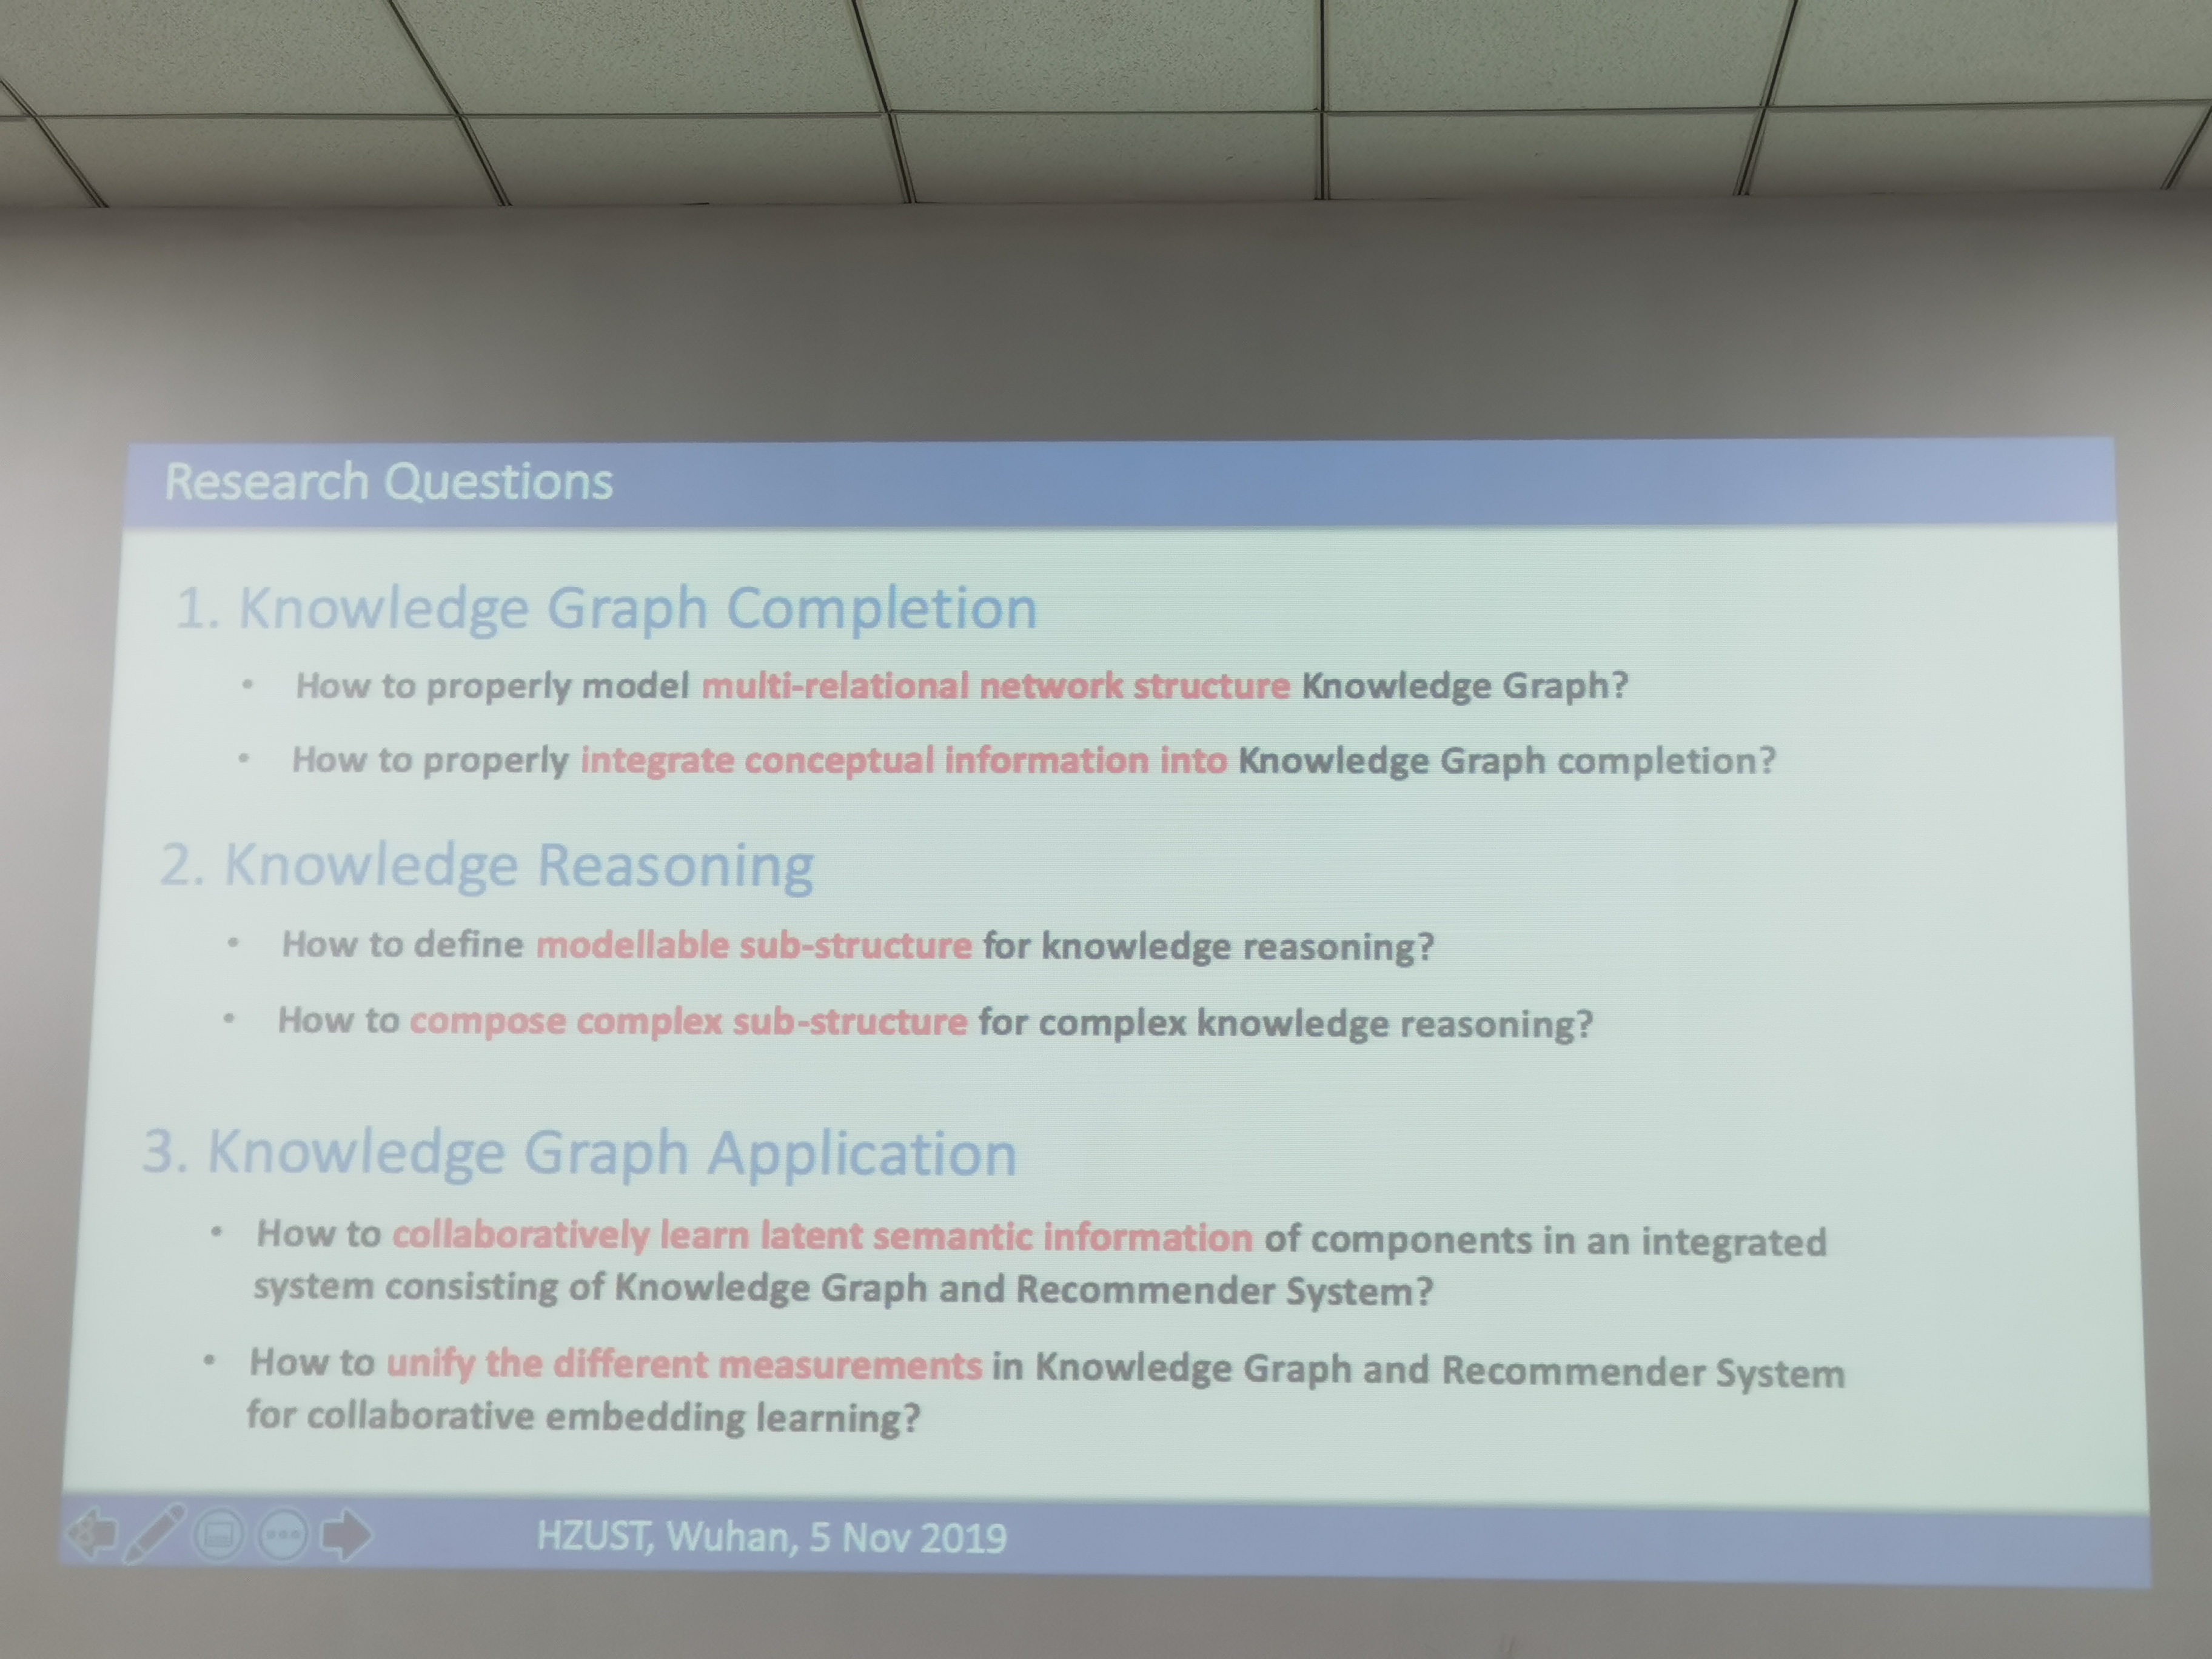 Research Questions
1. Knowledge Graph Completion
• How to properly model multi-relational network structure Knowledge Graph?
• How to properly integrate conceptual information into Knowledge Graph completion?
2. Knowledge Reasoning
• How to define modellable sub-structure for knowledge reasoning?
• How to compose complex sub-structure for complex knowledge reasoning?
3. Knowledge Graph Application
• How to collaboratively learn latent semantic information of components in an integrated
system consisting of Knowledge Graph and Recommender System?
• How to unify the different measurements in Knowledge Graph and Recommender System
for collaborative embedding learning?
HZUST, Wuhan, 5 Nov 2019